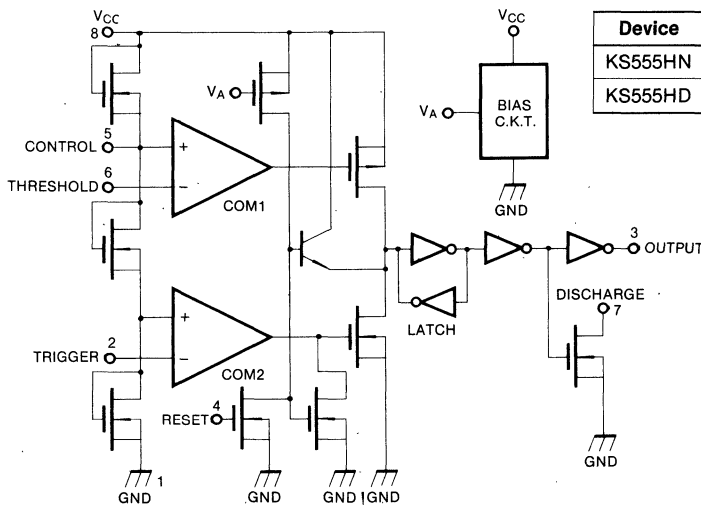 VCC
8
VCC
Device
KS555HN
KS555HD
VA
VA
BIAS
C.K.T.
5
CONTROL
+
6
THRESHOLD
−
COM1
GND
3
OUTPUT
DISCHARGE
7
LATCH
+
2
TRIGGER
−
COM2
4
RESET
1
GND
GND
GND
GND
GND